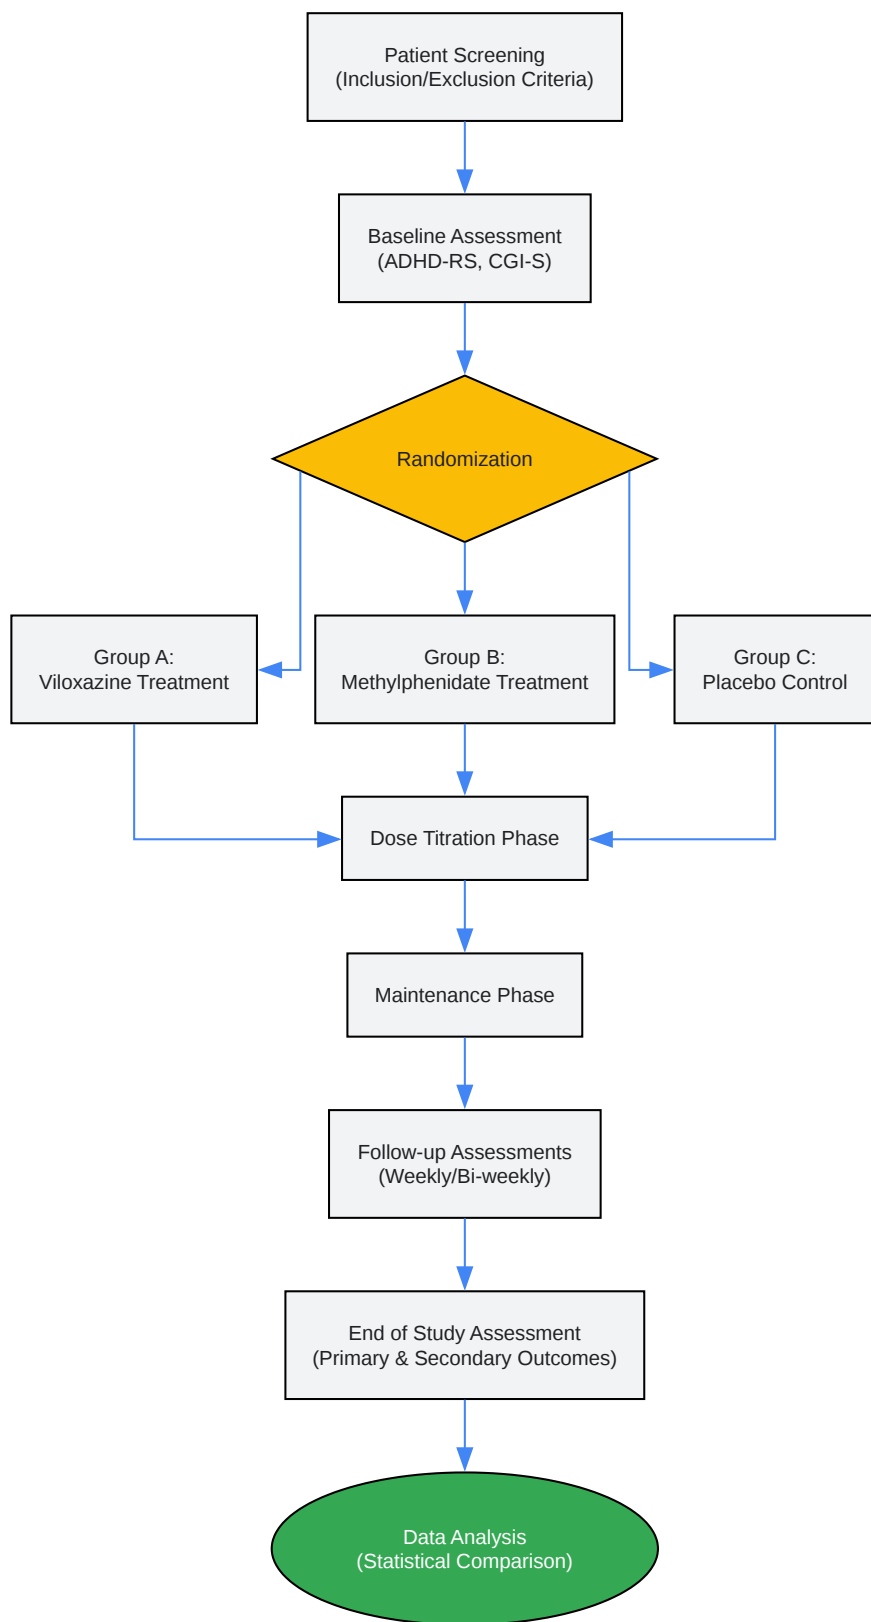 Patient Screening
(Inclusion/Exclusion Criteria)
Baseline Assessment
(ADHD-RS, CGI-S)
Randomization
Group A:
Viloxazine Treatment
Group B:
Methylphenidate Treatment
Group C:
Placebo Control
Dose Titration Phase
Maintenance Phase
Follow-up Assessments
(Weekly/Bi-weekly)
End of Study Assessment
(Primary & Secondary Outcomes)
Data Analysis
(Statistical Comparison)